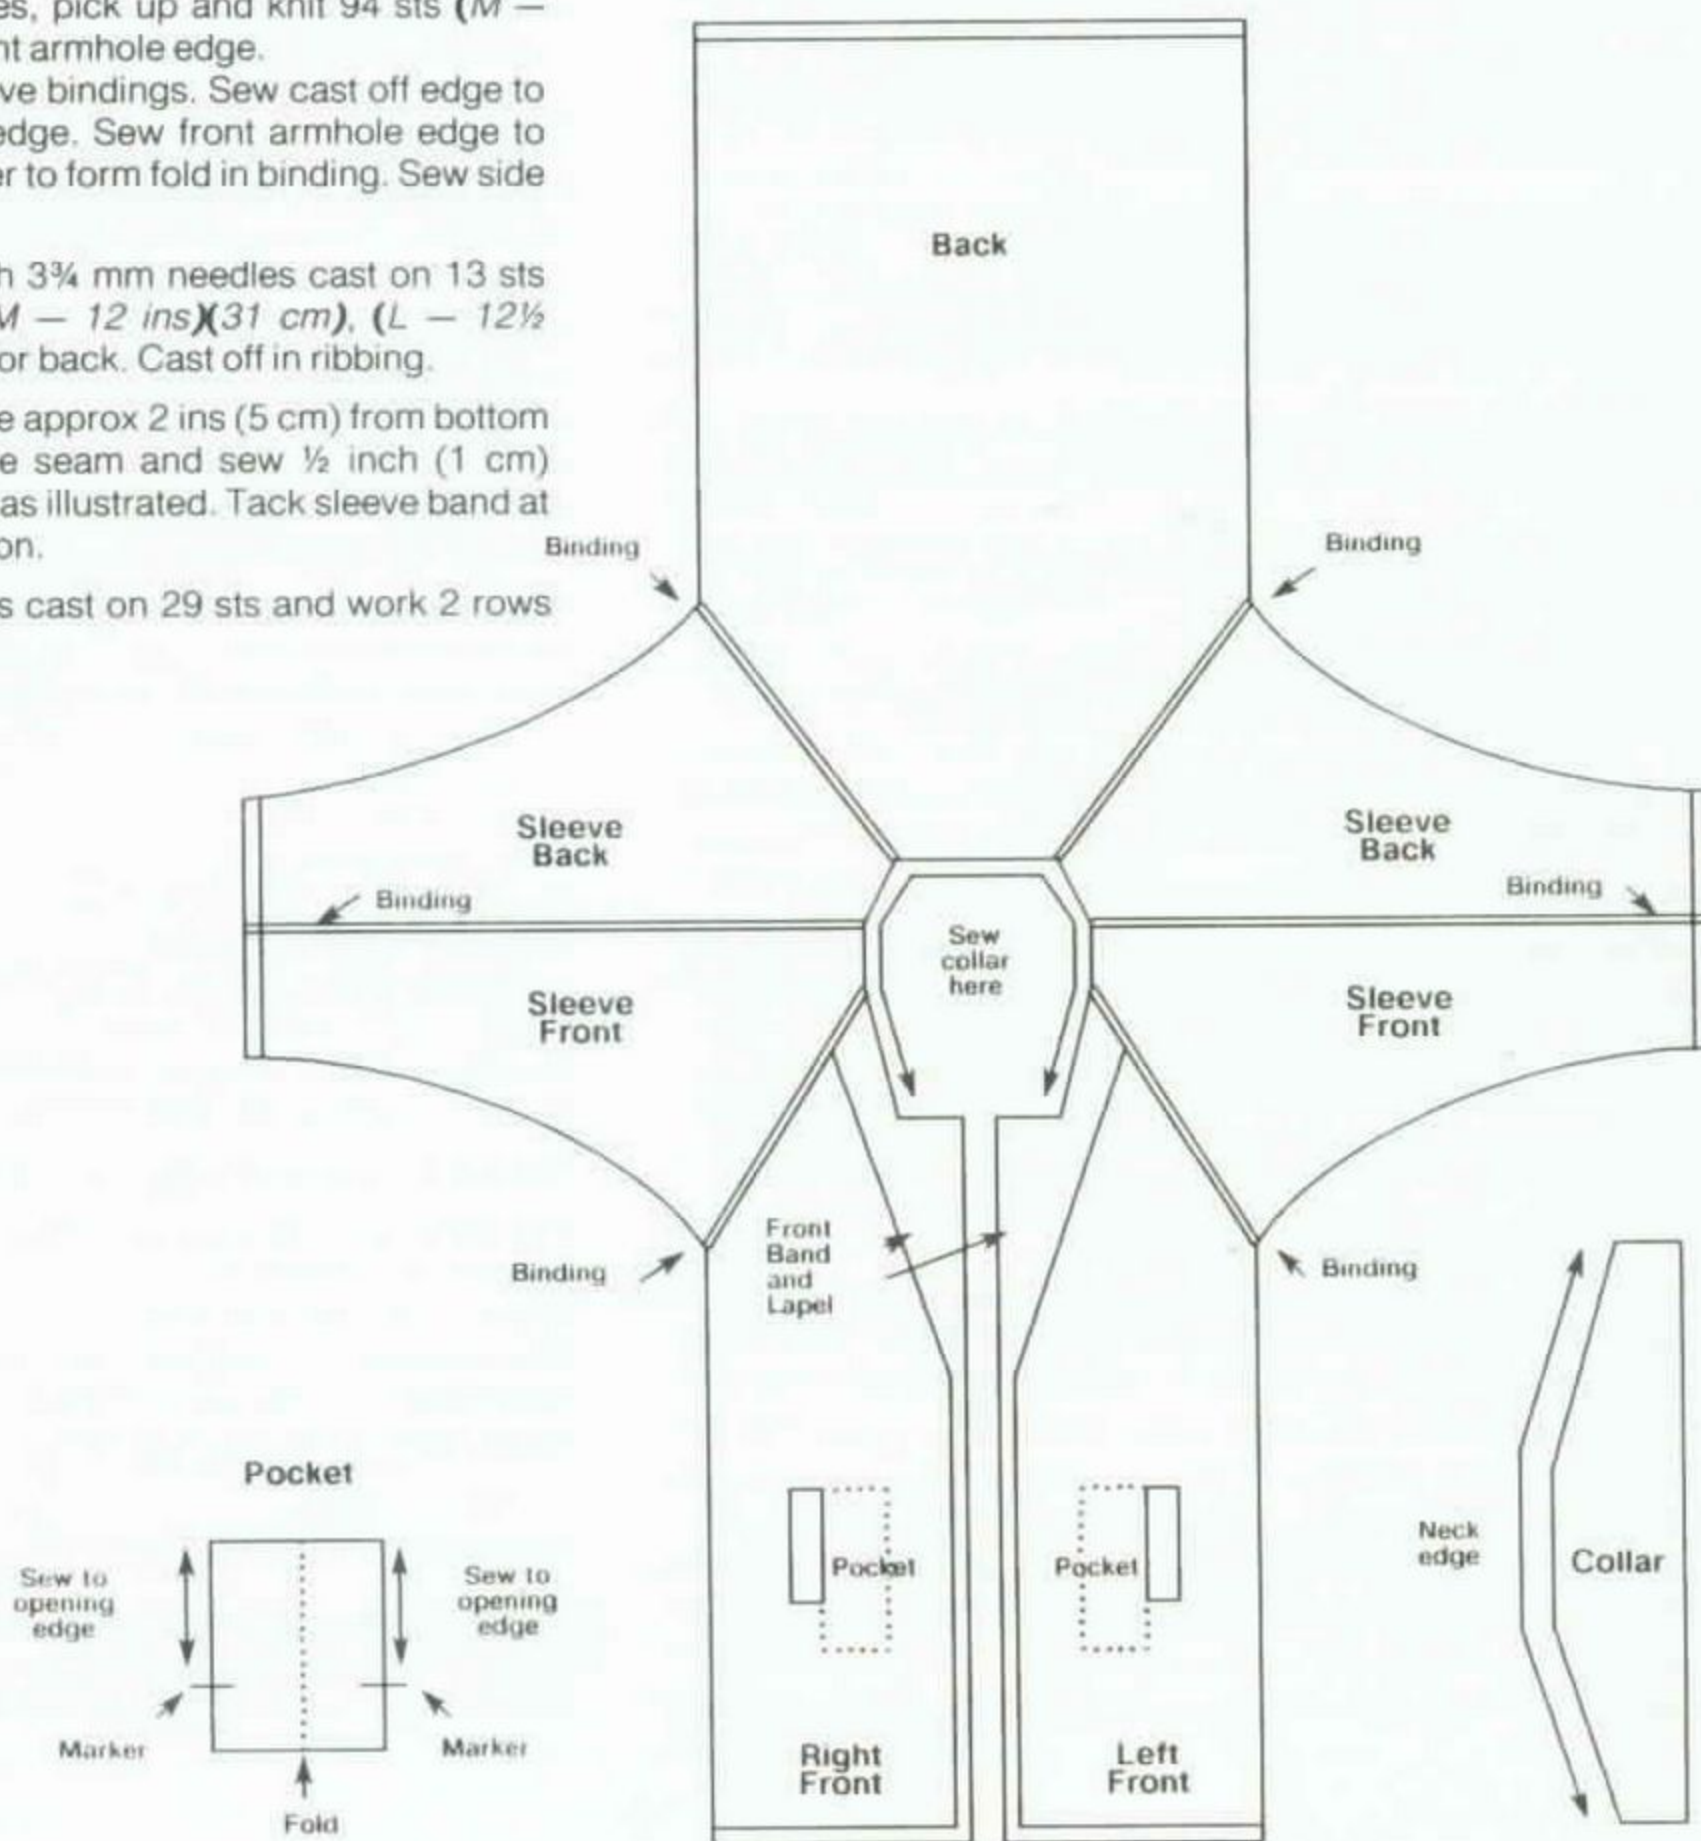 es, pick up and knit 94 sts (M —
nt armhole edge.
ve bindings. Sew cast off edge to
edge. Sew front armhole edge to
er to form fold in binding. Sew side
h 3¾ mm needles cast on 13 sts
M — 12 ins)(31 cm), (L — 12½
or back. Cast off in ribbing.
e approx 2 ins (5 cm) from bottom
e seam and sew ½ inch (1 cm)
as illustrated. Tack sleeve band at
on.
s cast on 29 sts and work 2 rows
Back
Binding
Binding
Sleeve
Back
Sleeve
Back
Binding
Binding
Sew
collar
here
Sleeve
Front
Sleeve
Front
Front
Band
and
Lapel
Binding
Binding
Pocket
Sew to
opening
edge
Sew to
opening
edge
Marker
Marker
Fold
Pocket
Pocket
Right
Front
Left
Front
Neck
edge
Collar